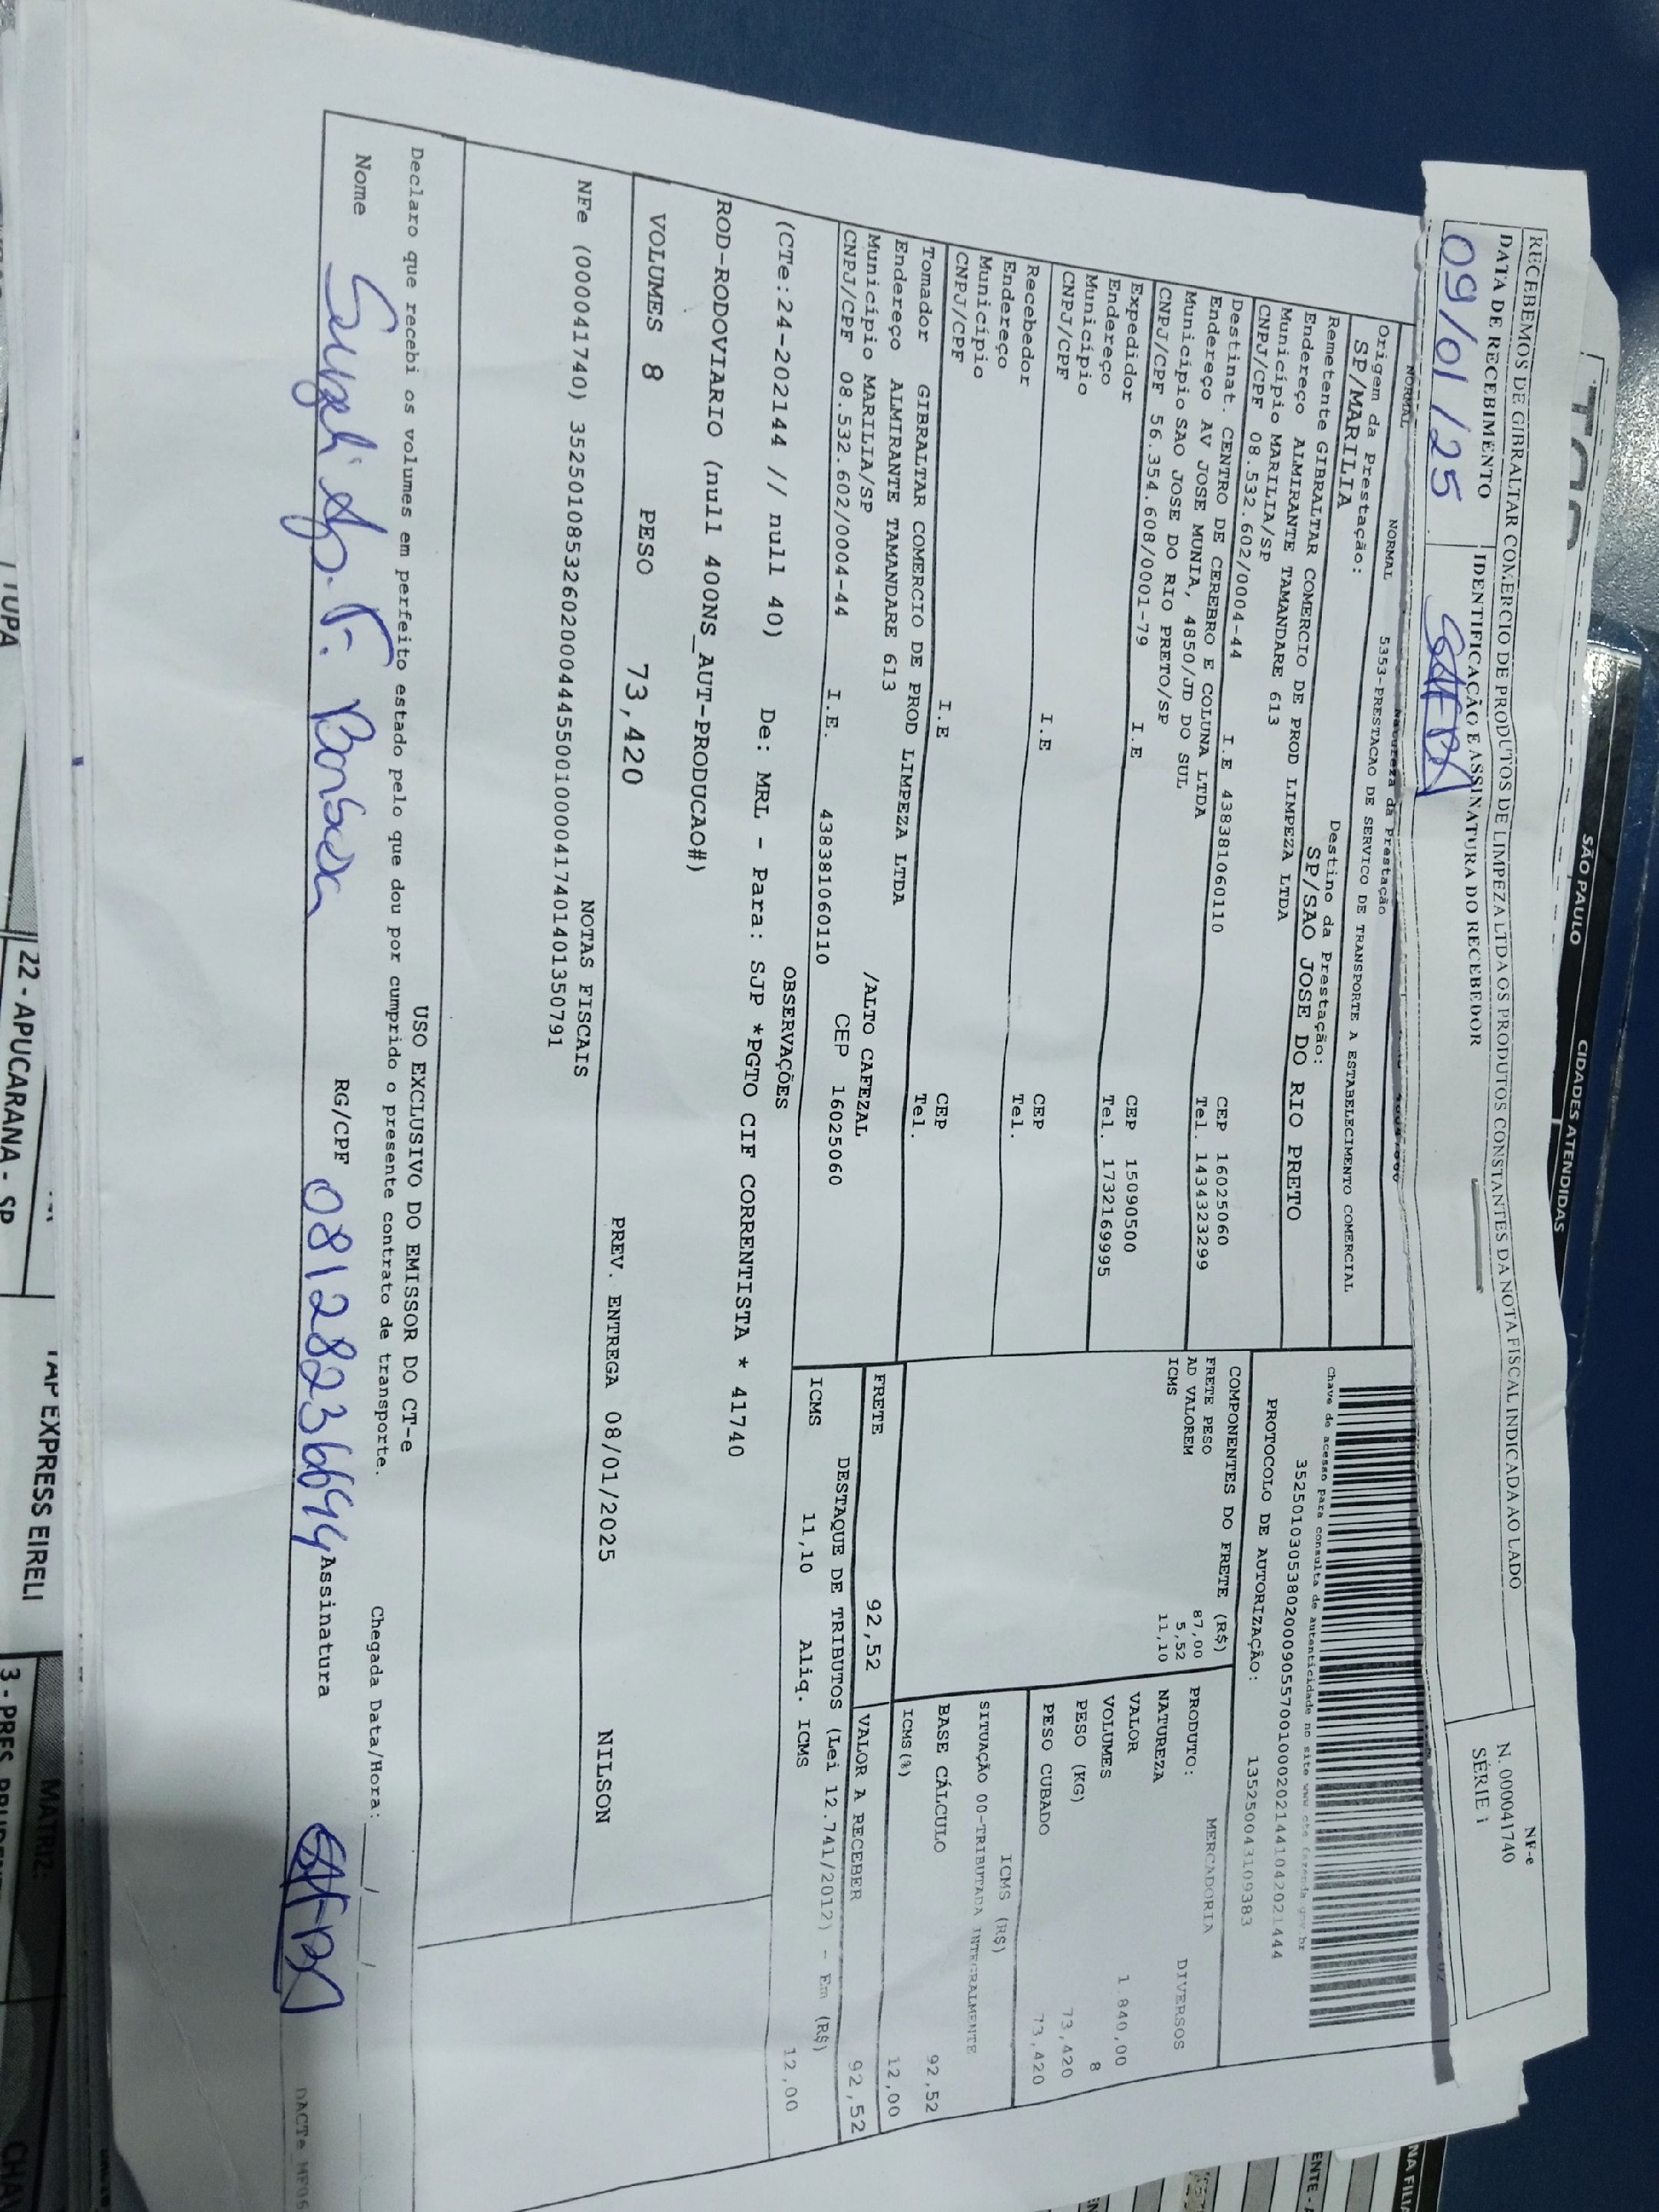 RECEBEMOS DE GIBRALTAR COMÉRCIO DE PRODUTOS DE LIMPEZA LTDA OS PRODUTOS CONSTANTES DA NOTA FISCAL INDICADA AO LADO
DATA DE RECEBIMENTO
IDENTIFICAÇÃO E ASSINATURA DO RECEBEDOR
09/01/25
NF-e
N. 000041740
SÉRIE 1
NORMAL NORMAL Natureza da Prestação
5353-PRESTACAO DE SERVICO DE TRANSPORTE A ESTABELECIMENTO COMERCIAL
Origem da Prestação: Destino da Prestação:
SP/MARILIA SP/SAO JOSE DO RIO PRETO
Chave de acesso para consulta de autenticidade no site www.cte.fazenda.gov.br
35250103053802000905570010002021441042021444
PROTOCOLO DE AUTORIZAÇÃO: 135250043109383
Remetente GIBRALTAR COMERCIO DE PROD LIMPEZA LTDA
Endereço ALMIRANTE TAMANDARE 613
Município MARILIA/SP CEP 16025060
CNPJ/CPF 08.532.602/0004-44 I.E 438381060110 Tel. 1434323299
Destinat. CENTRO DE CEREBRO E COLUNA LTDA
Endereço AV JOSE MUNIA, 4850/JD DO SUL
Município SAO JOSE DO RIO PRETO/SP CEP 15090500
CNPJ/CPF 56.354.608/0001-79 I.E Tel. 1732169995
Expedidor
Endereço
Município CEP
CNPJ/CPF I.E Tel.
Recebedor
Endereço
Município CEP
CNPJ/CPF I.E Tel.
Tomador GIBRALTAR COMERCIO DE PROD LIMPEZA LTDA
Endereço ALMIRANTE TAMANDARE 613 /ALTO CAFEZAL
Município MARILIA/SP CEP 16025060
CNPJ/CPF 08.532.602/0004-44 I.E. 438381060110
COMPONENTES DO FRETE (R$)
FRETE PESO 87,00
AD VALOREM 5,52
ICMS 11,10
PRODUTO: MERCADORIA
NATUREZA DIVERSOS
VALOR 1.840,00
VOLUMES 8
PESO (KG) 73,420
PESO CUBADO 73,420
ICMS (R$)
SITUAÇÃO 00-TRIBUTADA INTEGRALMENTE
BASE CÁLCULO 92,52
ICMS(%) 12,00
FRETE 92,52
VALOR A RECEBER 92,52
DESTAQUE DE TRIBUTOS (Lei 12.741/2012) - Em (R$)
ICMS 11,10 Aliq. ICMS 12,00
OBSERVAÇÕES
(CTe:24-202144 // null 40) De: MRL - Para: SJP *PGTO CIF CORRENTISTA * 41740
ROD-RODOVIARIO (null 400NS_AUT-PRODUCAO#)
VOLUMES 8 PESO 73,420 PREV. ENTREGA 08/01/2025 NILSON
NOTAS FISCAIS
NFe (000041740) 35250108532602000444550010000417401401350791
USO EXCLUSIVO DO EMISSOR DO CT-e
Declaro que recebi os volumes em perfeito estado pelo que dou por cumprido o presente contrato de transporte.
Chegada Data/Hora: / /
Nome RG/CPF 08128236694 Assinatura
DACTe_MP06
SÃO PAULO
CIDADES ATENDIDAS
22 - APUCARANA - SP
TAP EXPRESS EIRELI
MATRIZ: